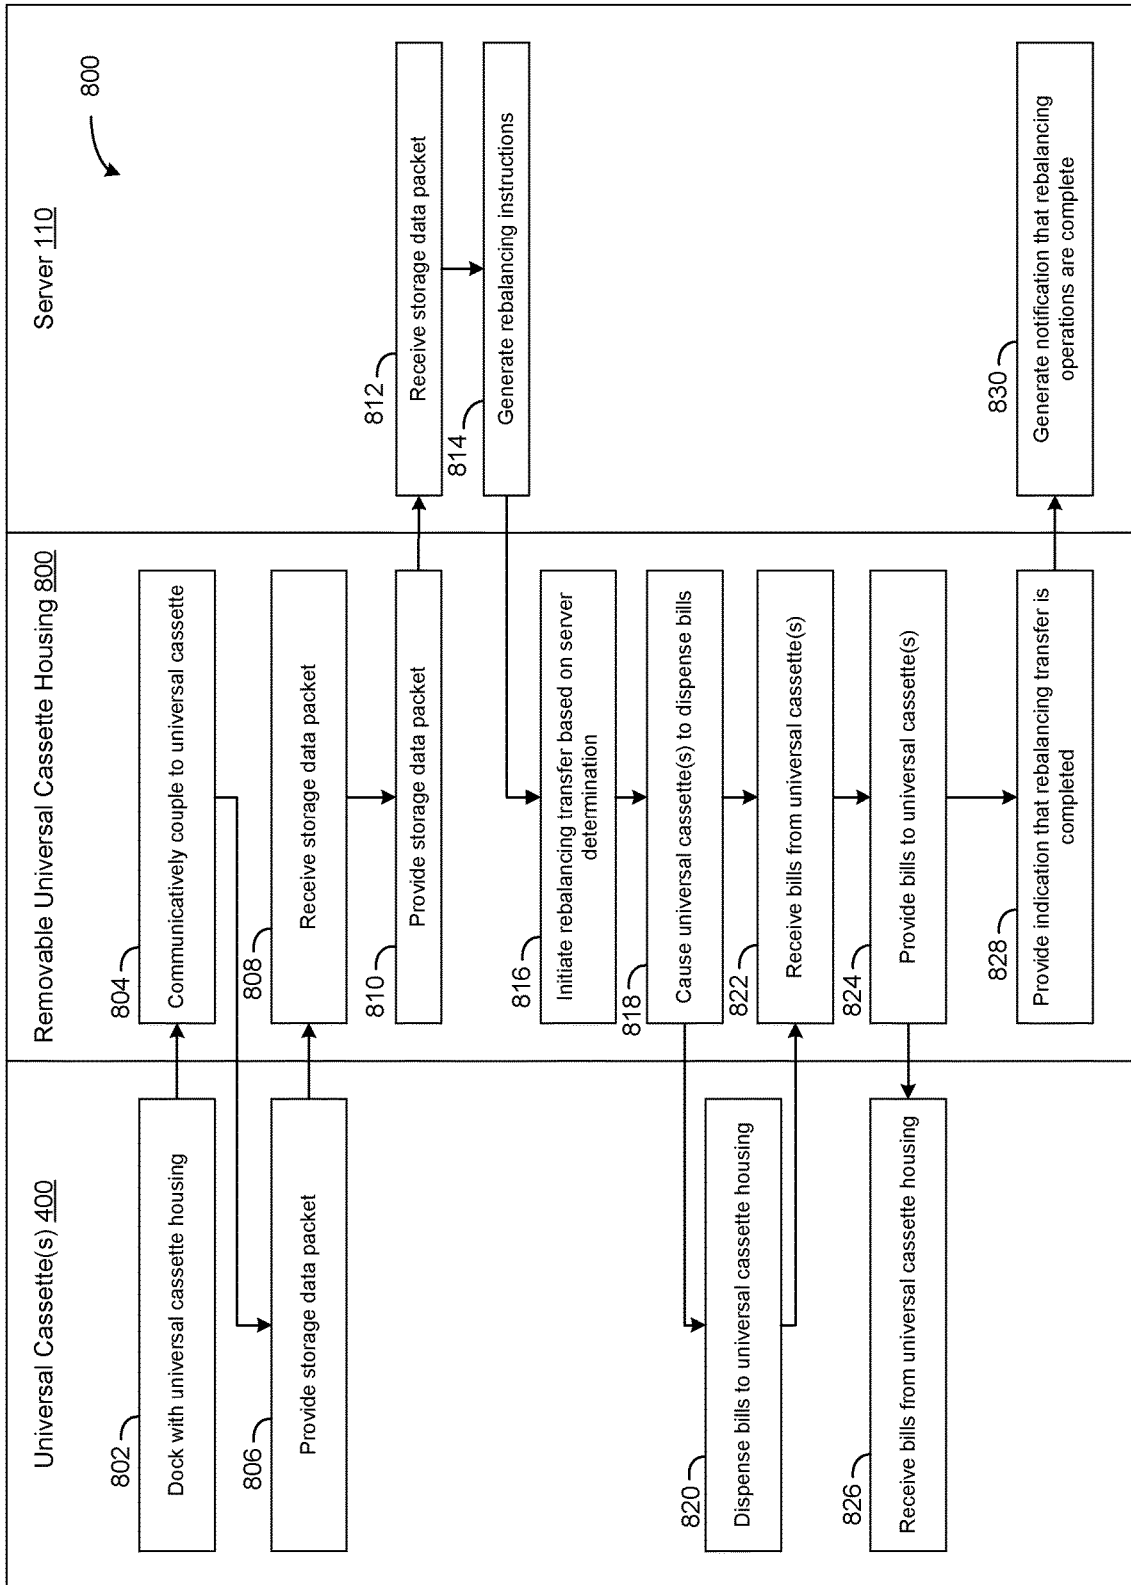 Universal Cassette(s) 400
Removable Universal Cassette Housing 800
Server 110
800
802
Dock with universal cassette housing
804
Communicatively couple to universal cassette
806
Provide storage data packet
808
Receive storage data packet
810
Provide storage data packet
812
Receive storage data packet
814
Generate rebalancing instructions
816
Initiate rebalancing transfer based on server
determination
818
Cause universal cassette(s) to dispense bills
820
Dispense bills to universal cassette housing
822
Receive bills from universal cassette(s)
824
Provide bills to universal cassette(s)
826
Receive bills from universal cassette housing
828
Provide indication that rebalancing transfer is
completed
830
Generate notification that rebalancing
operations are complete